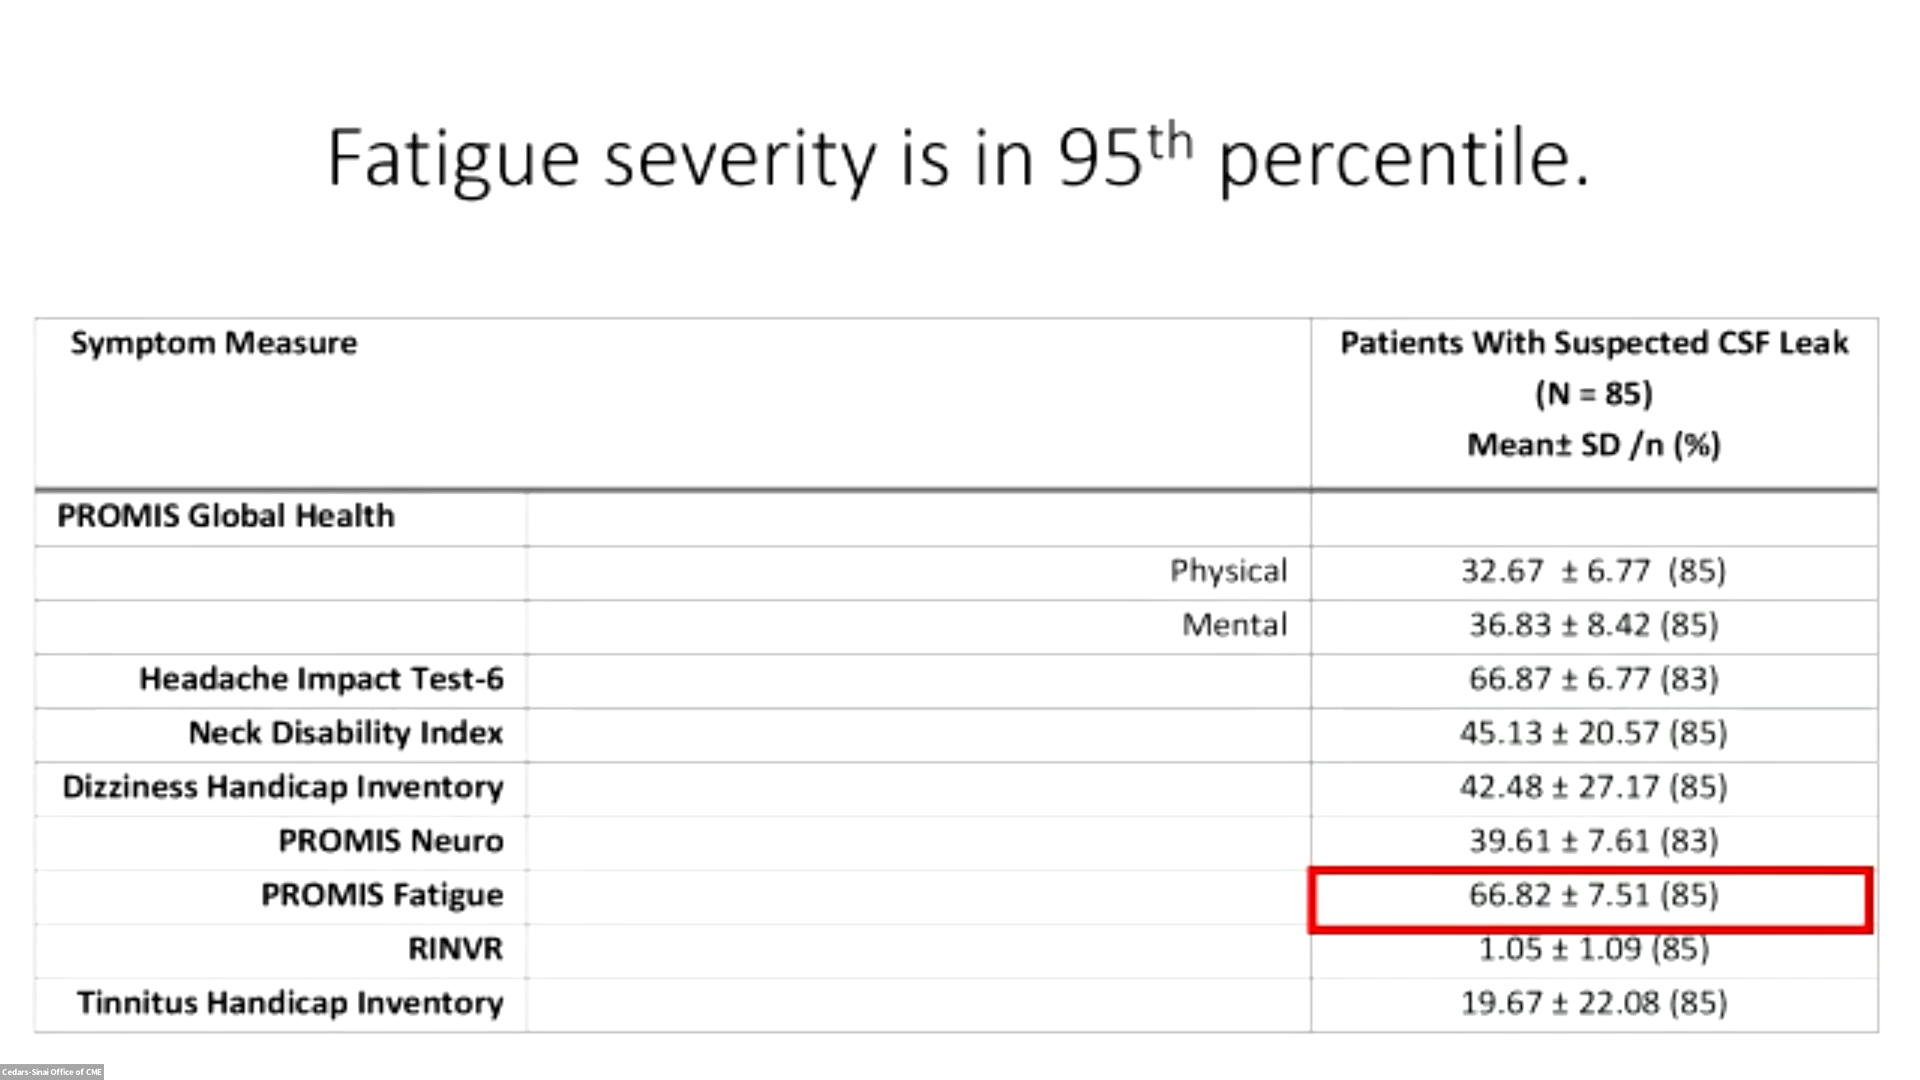 Fatigue severity is in 95th percentile.
Symptom Measure
Patients With Suspected CSF Leak
(N = 85)
Mean± SD /n (%)
PROMIS Global Health
Physical 32.67 ± 6.77 (85)
Mental 36.83 ± 8.42 (85)
Headache Impact Test-6 66.87 ± 6.77 (83)
Neck Disability Index 45.13 ± 20.57 (85)
Dizziness Handicap Inventory 42.48 ± 27.17 (85)
PROMIS Neuro 39.61 ± 7.61 (83)
PROMIS Fatigue 66.82 ± 7.51 (85)
RINVR 1.05 ± 1.09 (85)
Tinnitus Handicap Inventory 19.67 ± 22.08 (85)
Cedars-Sinai Office of CME